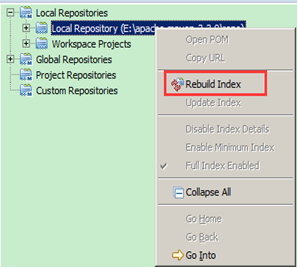 Local Repositories
Local Repository (E:\apache-maven-3.3.9\repo)
Workspace Projects
Global Repositories
Project Repositories
Custom Repositories
Open POM
Copy URL
Rebuild Index
Update Index
Disable Index Details
Enable Minimum Index
Full Index Enabled
Collapse All
Go Home
Go Back
Go Into